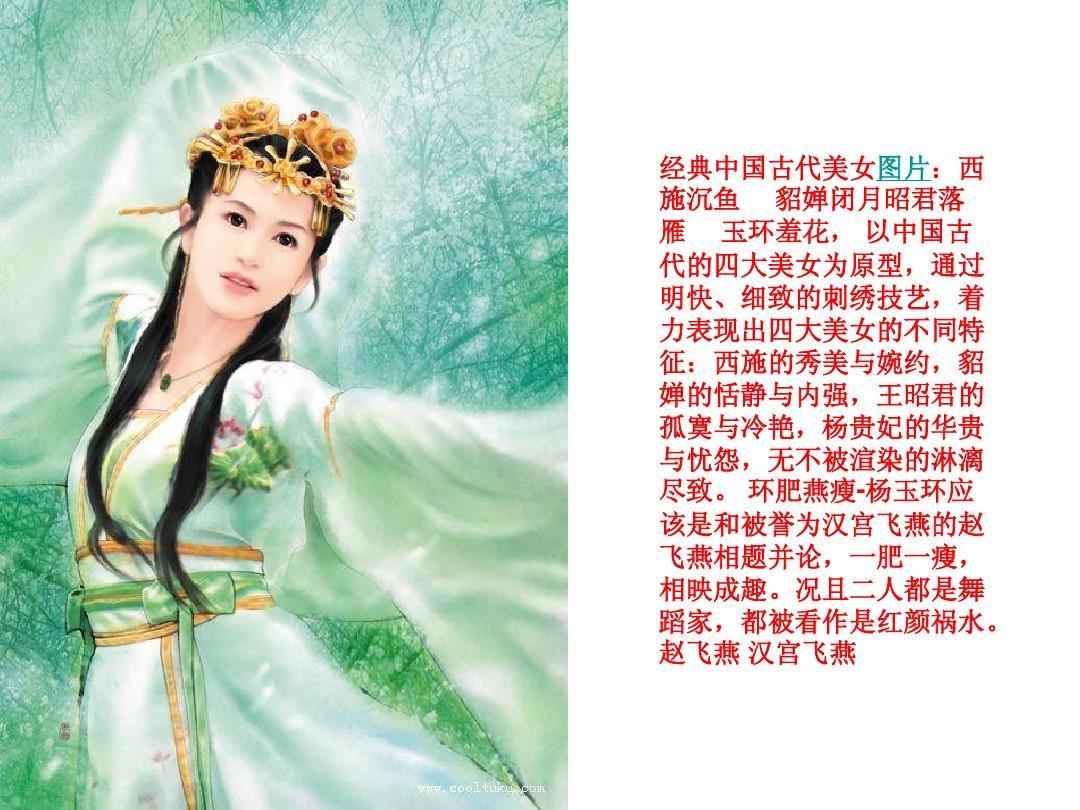 经典中国古代美女图片：西
施沉鱼 貂婵闭月昭君落
雁 玉环羞花， 以中国古
代的四大美女为原型，通过
明快、细致的刺绣技艺，着
力表现出四大美女的不同特
征：西施的秀美与婉约，貂
婵的恬静与内强，王昭君的
孤寞与冷艳，杨贵妃的华贵
与忧怨，无不被渲染的淋漓
尽致。 环肥燕瘦-杨玉环应
该是和被誉为汉宫飞燕的赵
飞燕相题并论，一肥一瘦，
相映成趣。况且二人都是舞
蹈家，都被看作是红颜祸水。
赵飞燕 汉宫飞燕
www.cooltuku.com